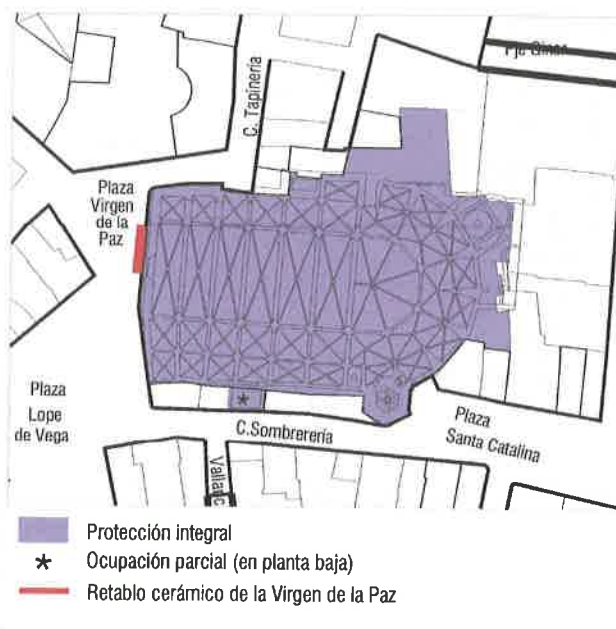 Pje Giner
C. Tapinería
Plaza
Virgen
de la
Paz
Plaza
Lope
de Vega
C.Sombrerería
Plaza
Santa Catalina
Protección integral
* Ocupación parcial (en planta baja)
Retablo cerámico de la Virgen de la Paz